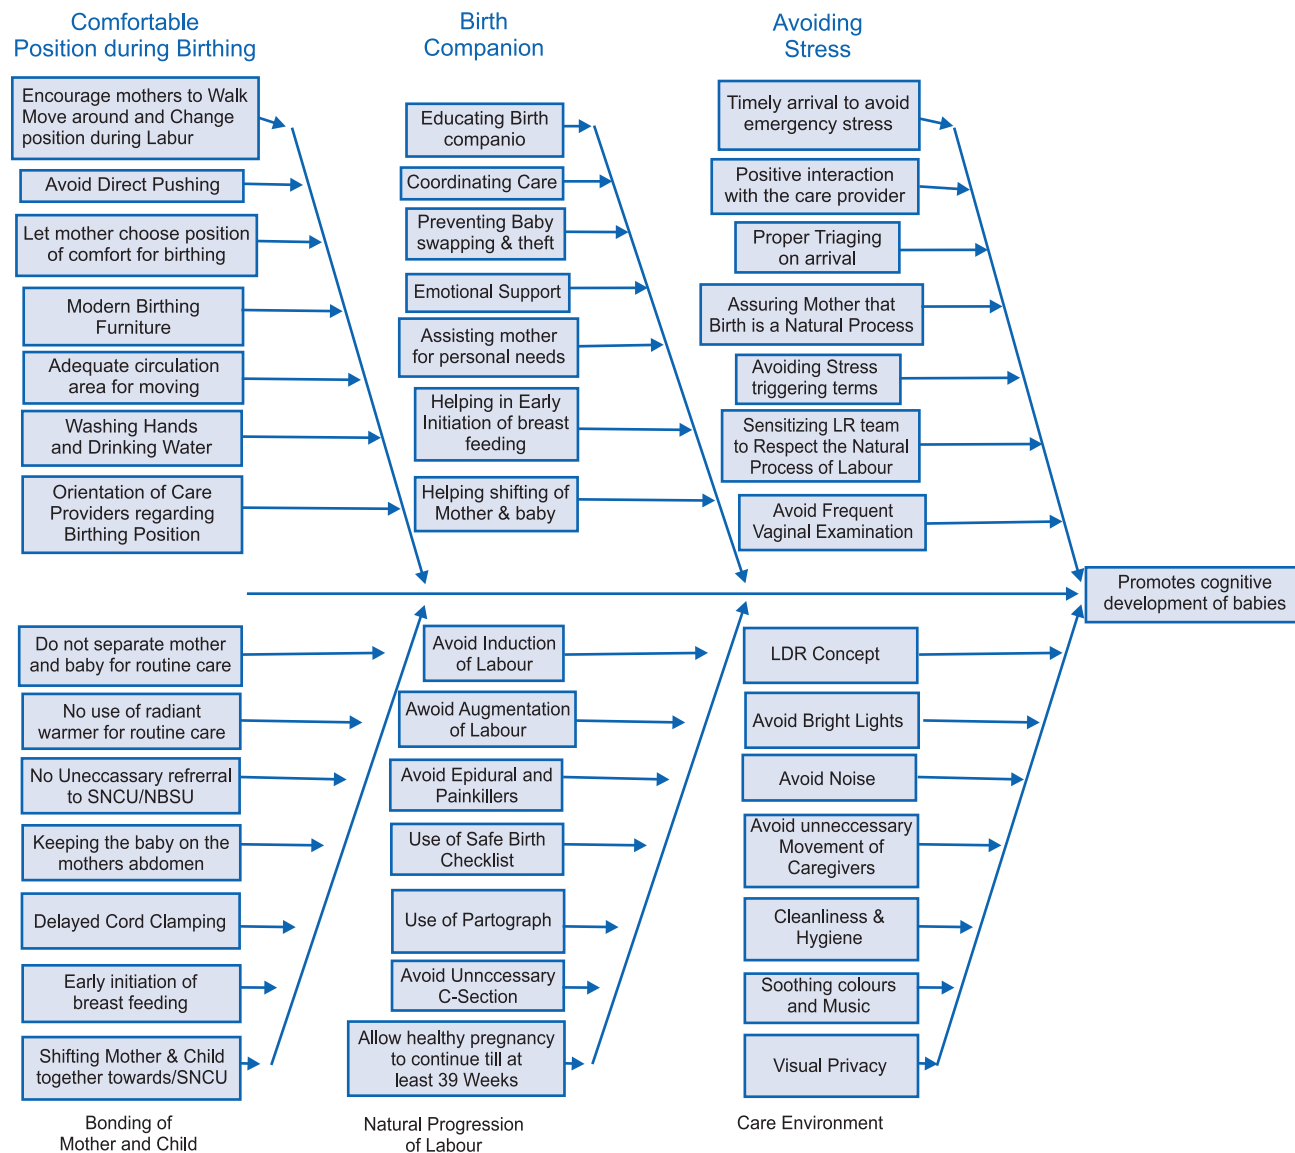 Comfortable
Position during Birthing
Encourage mothers to Walk
Move around and Change
position during Labur
Avoid Direct Pushing
Let mother choose position
of comfort for birthing
Modern Birthing
Furniture
Adequate circulation
area for moving
Washing Hands
and Drinking Water
Orientation of Care
Providers regarding
Birthing Position
Birth
Companion
Educating Birth
companio
Coordinating Care
Preventing Baby
swapping & theft
Emotional Support
Assisting mother
for personal needs
Helping in Early
Initiation of breast
feeding
Helping shifting of
Mother & baby
Avoiding
Stress
Timely arrival to avoid
emergency stress
Positive interaction
with the care provider
Proper Triaging
on arrival
Assuring Mother that
Birth is a Natural Process
Avoiding Stress
triggering terms
Sensitizing LR team
to Respect the Natural
Process of Labour
Avoid Frequent
Vaginal Examination
Promotes cognitive
development of babies
Do not separate mother
and baby for routine care
No use of radiant
warmer for routine care
No Uneccassary refrerral
to SNCU/NBSU
Keeping the baby on the
mothers abdomen
Delayed Cord Clamping
Early initiation of
breast feeding
Shifting Mother & Child
together towards/SNCU
Bonding of
Mother and Child
Avoid Induction
of Labour
Awoid Augmentation
of Labour
Avoid Epidural and
Painkillers
Use of Safe Birth
Checklist
Use of Partograph
Avoid Unnccessary
C-Section
Allow healthy pregnancy
to continue till at
least 39 Weeks
Natural Progression
of Labour
LDR Concept
Avoid Bright Lights
Avoid Noise
Avoid unneccessary
Movement of
Caregivers
Cleanliness &
Hygiene
Soothing colours
and Music
Visual Privacy
Care Environment